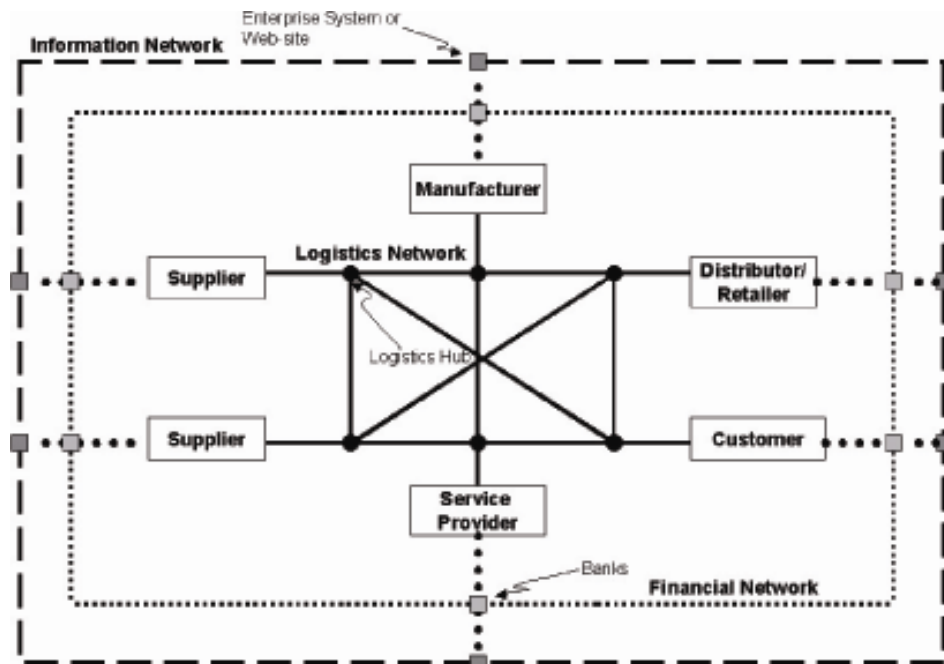 Enterprise System or
Web-site
Information Network
Manufacturer
Logistics Network
Supplier
Distributor/
Retailer
Logistics Hub
Supplier
Customer
Service
Provider
Banks
Financial Network